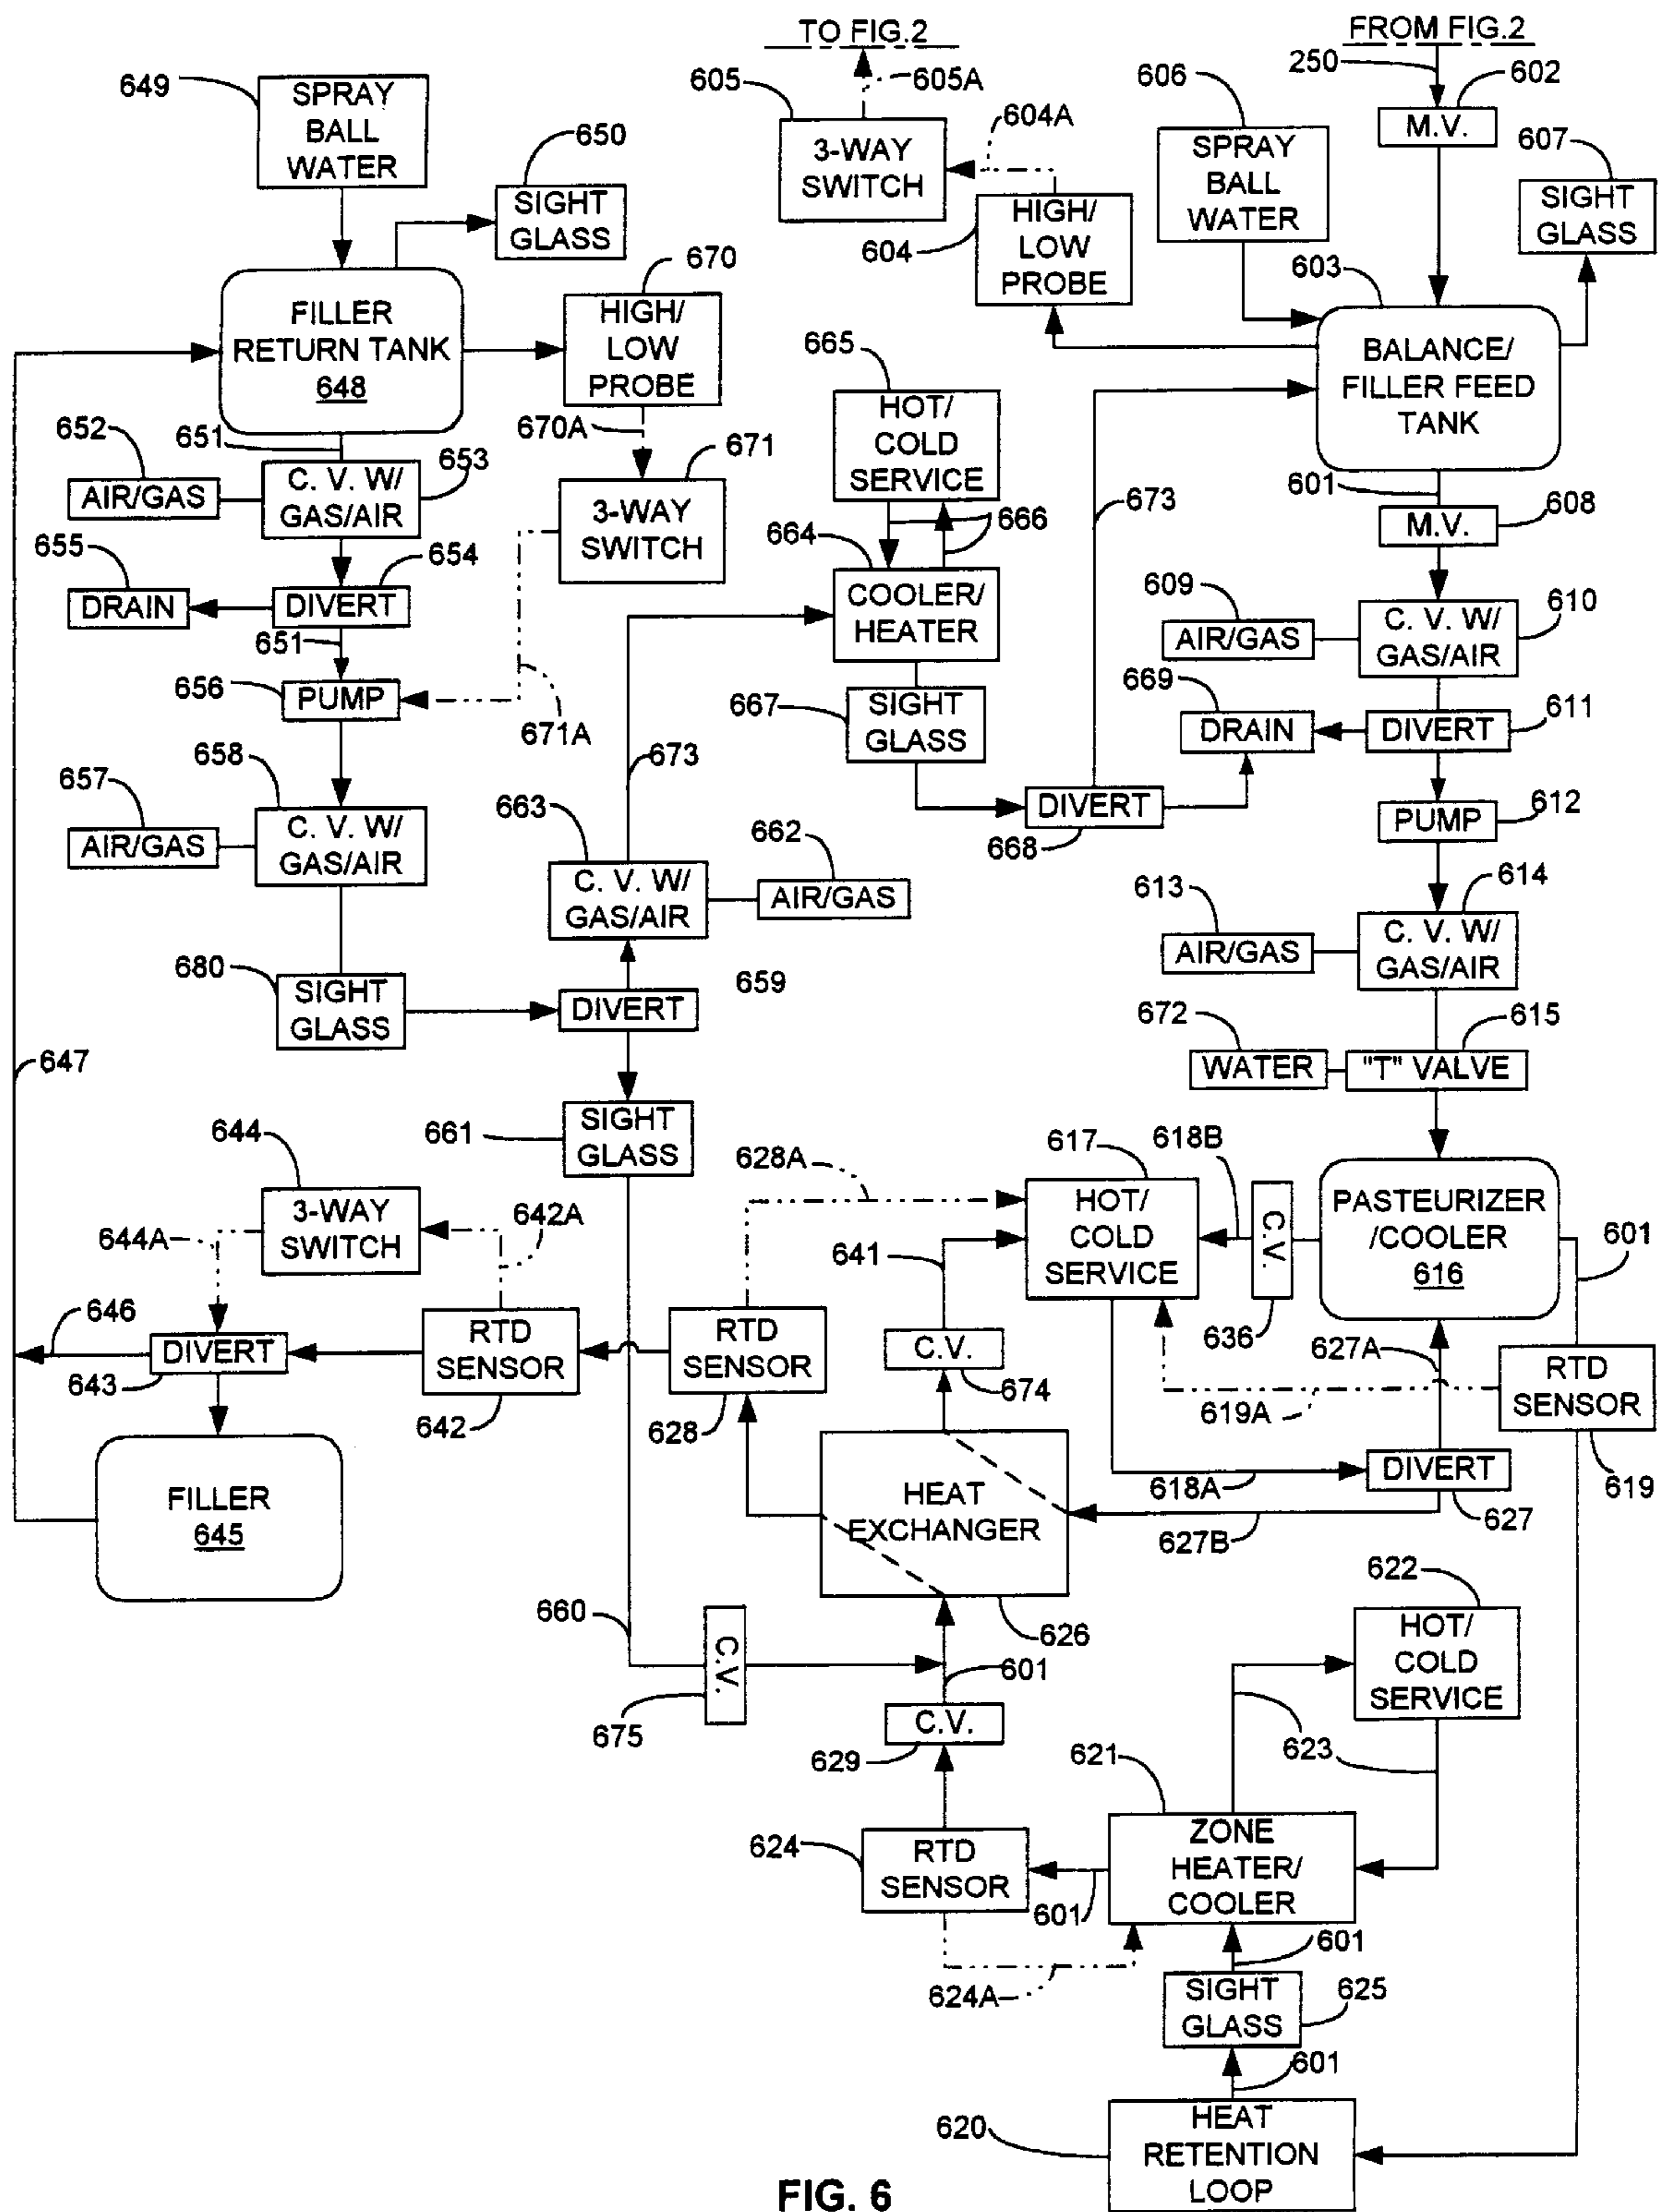 TO FIG.2
FROM FIG.2
649
SPRAY
BALL
WATER
650
SIGHT
GLASS
605
605A
3-WAY
SWITCH
604A
606
SPRAY
BALL
WATER
250
602
M.V.
607
SIGHT
GLASS
604
HIGH/
LOW
PROBE
603
BALANCE/
FILLER FEED
TANK
FILLER
RETURN TANK
648
670
HIGH/
LOW
PROBE
670A
671
3-WAY
SWITCH
671A
652
651
AIR/GAS
C. V. W/
GAS/AIR
653
655
654
DRAIN
DIVERT
651
656
PUMP
657
658
AIR/GAS
C. V. W/
GAS/AIR
680
SIGHT
GLASS
665
HOT/
COLD
SERVICE
666
664
COOLER/
HEATER
667
SIGHT
GLASS
673
673
DIVERT
668
663
C. V. W/
GAS/AIR
662
AIR/GAS
659
DIVERT
661
SIGHT
GLASS
601
M.V.
608
609
AIR/GAS
C. V. W/
GAS/AIR
610
669
DRAIN
DIVERT
611
PUMP
612
613
AIR/GAS
C. V. W/
GAS/AIR
614
672
WATER
"T" VALVE
615
647
644
3-WAY
SWITCH
644A
642A
646
DIVERT
643
RTD
SENSOR
642
FILLER
645
628A
RTD
SENSOR
628
641
C.V.
674
617
HOT/
COLD
SERVICE
618B
C.V.
636
PASTEURIZER
/COOLER
616
601
627A
619A
RTD
SENSOR
619
618A
DIVERT
627
627B
HEAT
EXCHANGER
626
660
C.V.
675
601
C.V.
629
622
HOT/
COLD
SERVICE
623
621
ZONE
HEATER/
COOLER
624
RTD
SENSOR
601
624A
601
SIGHT
GLASS
625
601
620
HEAT
RETENTION
LOOP
FIG. 6